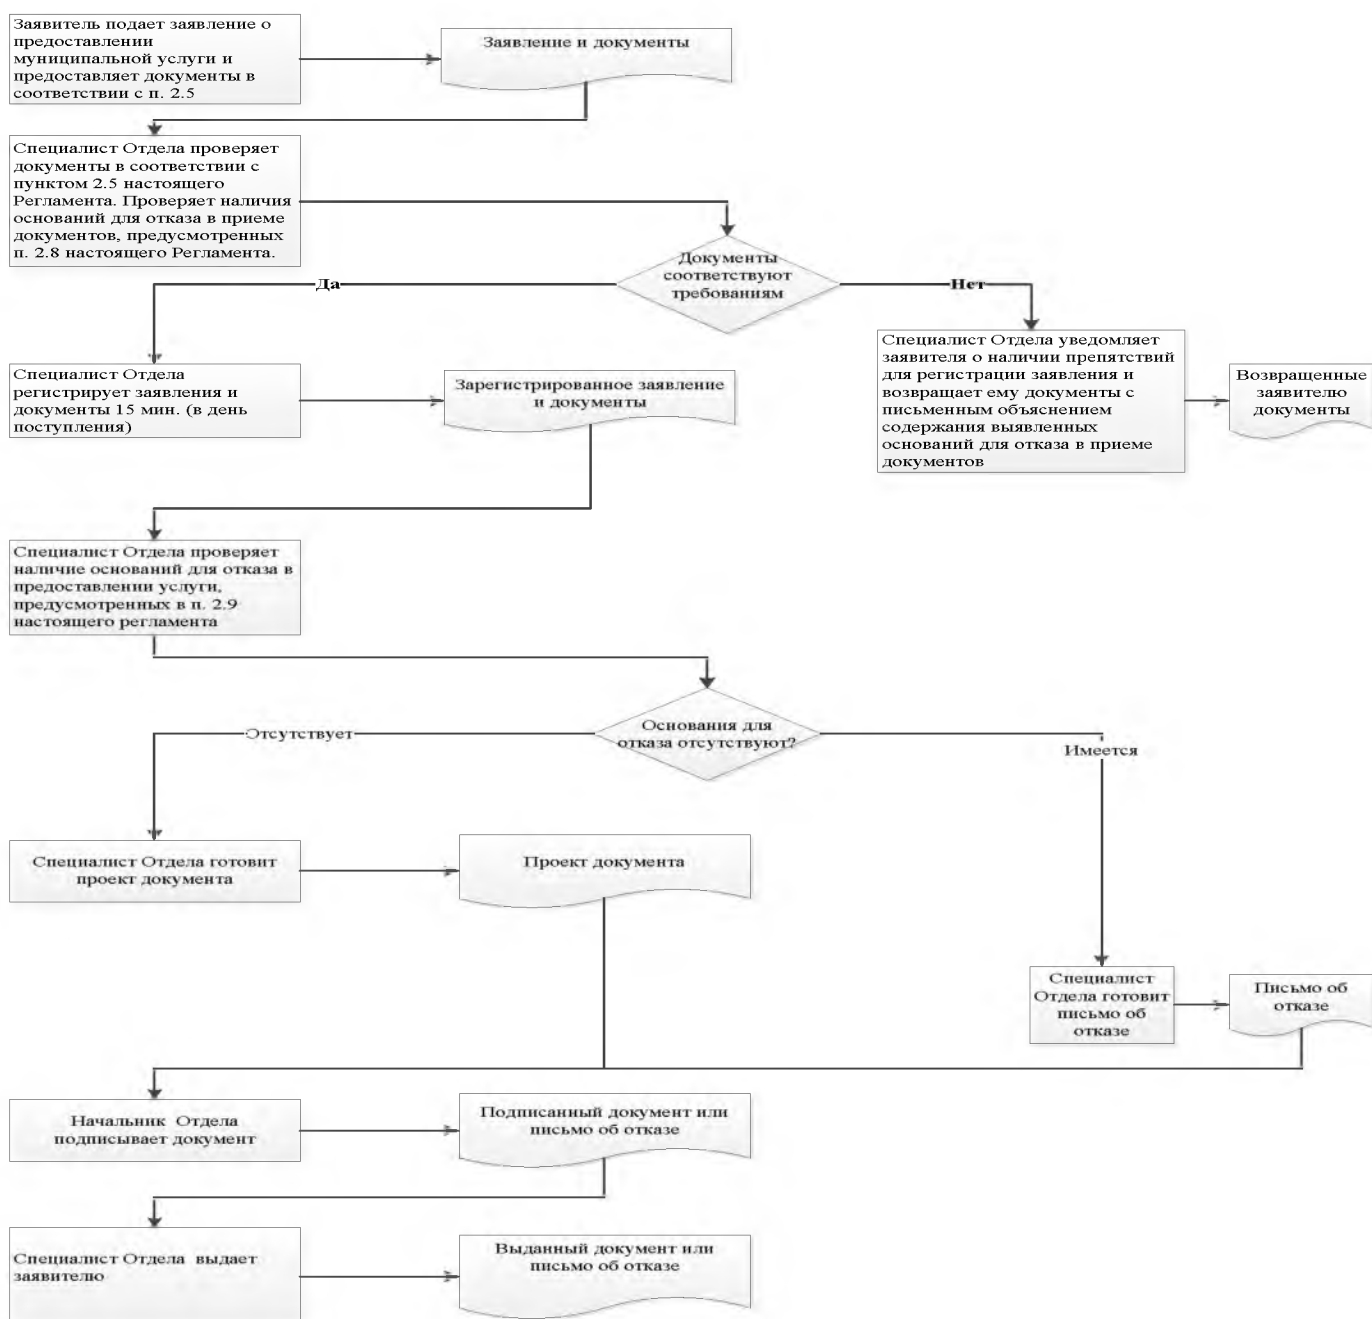 Заявитель подает заявление о
предоставлении
муниципальной услуги и
предоставляет документы в
соответствии с п. 2.5
Заявление и документы
Специалист Отдела проверяет
документы в соответствии с
пунктом 2.5 настоящего
Регламента. Проверяет наличия
оснований для отказа в приеме
документов, предусмотренных
п. 2.8 настоящего Регламента.
Документы
соответствуют
требованиям
Да
Нет
Специалист Отдела
регистрирует заявления и
документы 15 мин. (в день
поступления)
Зарегистрированное заявление
и документы
Специалист Отдела уведомляет
заявителя о наличии препятствий
для регистрации заявления и
возвращает ему документы с
письменным объяснением
содержания выявленных
оснований для отказа в приеме
документов
Возвращенные
заявителю
документы
Специалист Отдела проверяет
наличие оснований для отказа в
предоставлении услуги,
предусмотренных в п. 2.9
настоящего регламента
Основания для
отказа отсутствуют?
Отсутствует
Имеется
Специалист Отдела готовит
проект документа
Проект документа
Специалист
Отдела готовит
письмо об
отказе
Письмо об
отказе
Начальник  Отдела
подписывает документ
Подписанный документ или
письмо об отказе
Специалист Отдела  выдает
заявителю
Выданный документ или
письмо об отказе